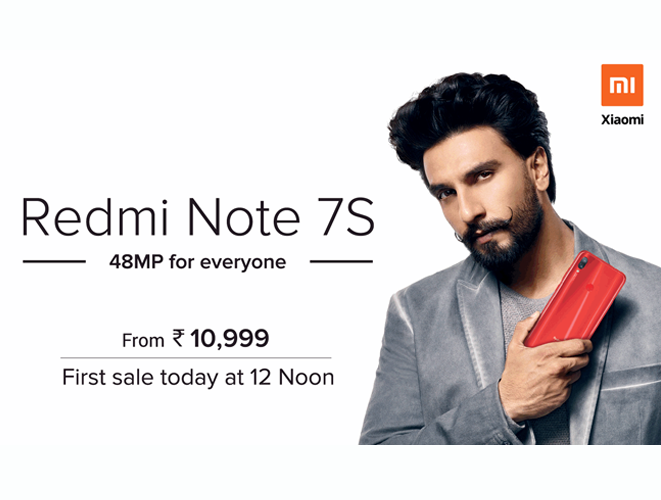 mi
Xiaomi
Redmi Note 7S
48MP for everyone
From ₹ 10,999
First sale today at 12 Noon